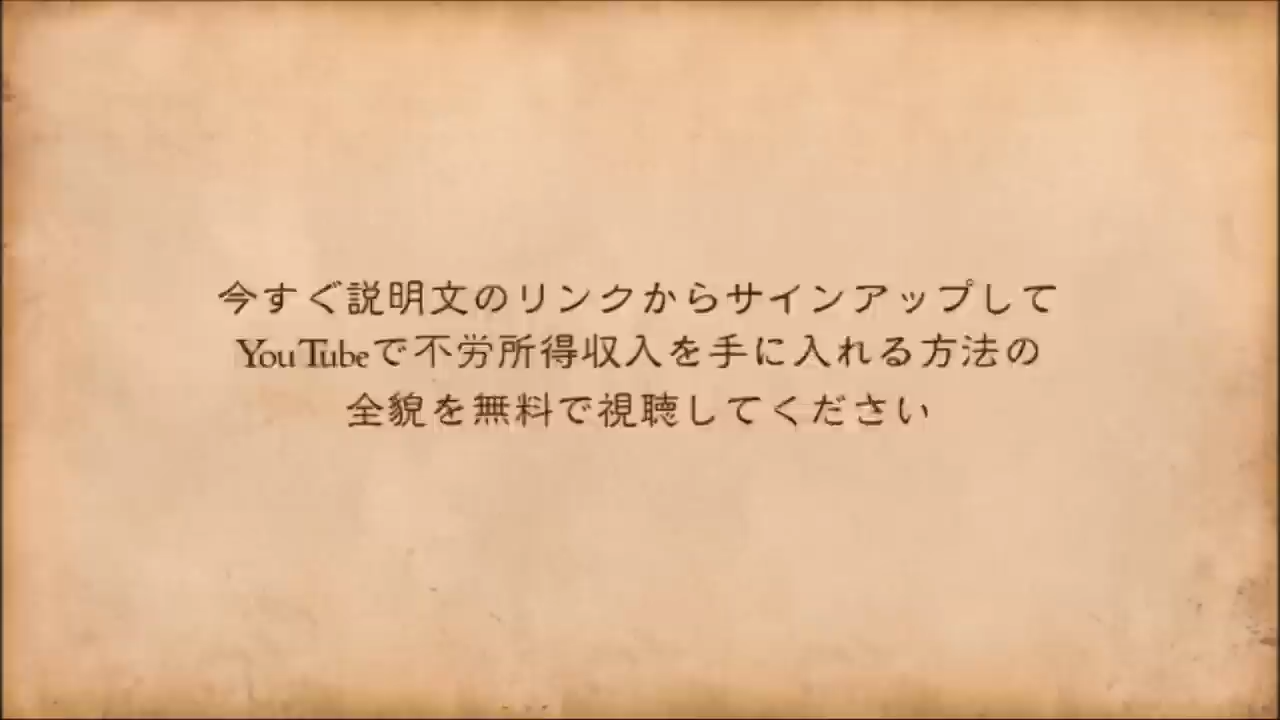 今すぐ説明文のリンクからサインアップして
YouTubeで不労所得収入を手に入れる方法の
全貌を無料で視聴してください